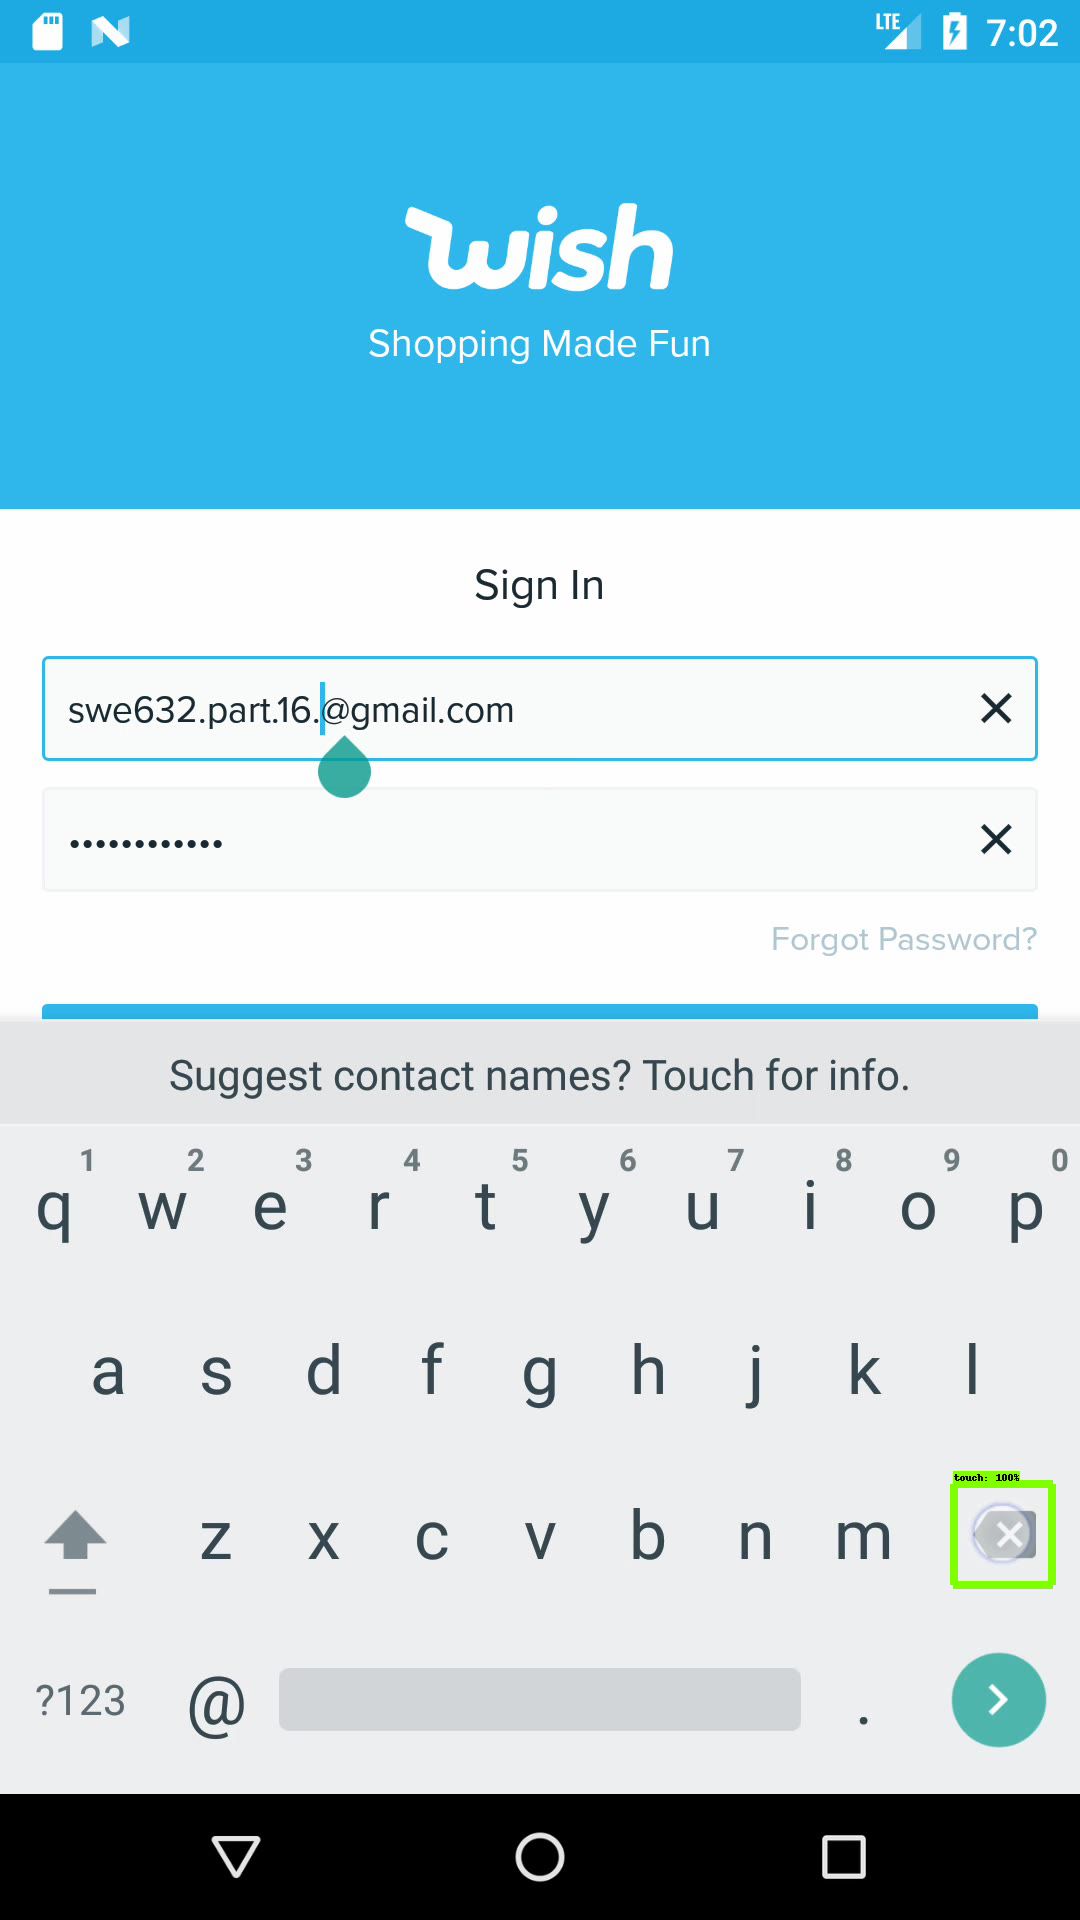 LTE 7:02
wish
Shopping Made Fun
Sign In
swe632.part.16.@gmail.com
••••••••••••
Forgot Password?
Suggest contact names? Touch for info.
1 2 3 4 5 6 7 8 9 0
q w e r t y u i o p
a s d f g h j k l
touch: 100%
z x c v b n m
?123 @ .